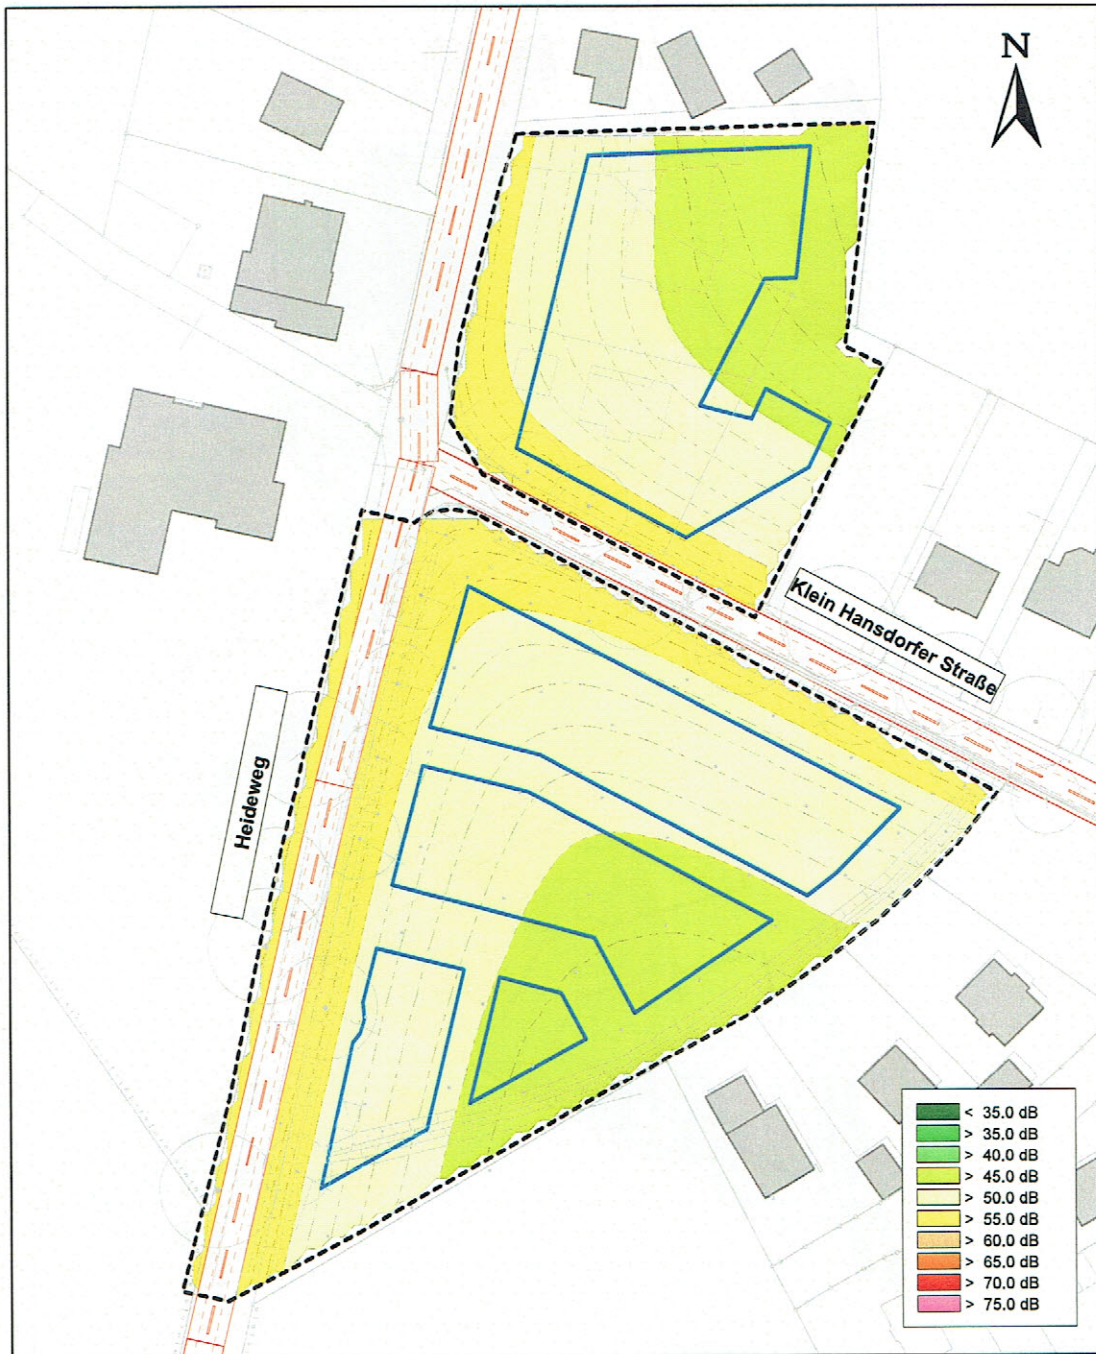 N
Klein Hansdorfer Straße
Heideweg
< 35.0 dB
> 35.0 dB
> 40.0 dB
> 45.0 dB
> 50.0 dB
> 55.0 dB
> 60.0 dB
> 65.0 dB
> 70.0 dB
> 75.0 dB